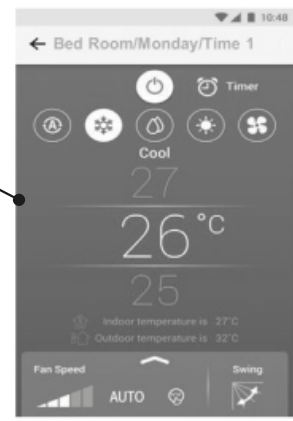 10:48
← Bed Room/Monday/Time 1
Timer
A
Cool
27
26°C
25
Indoor temperature is 27°C
Outdoor temperature is 32°C
Fan Speed
Swing
AUTO